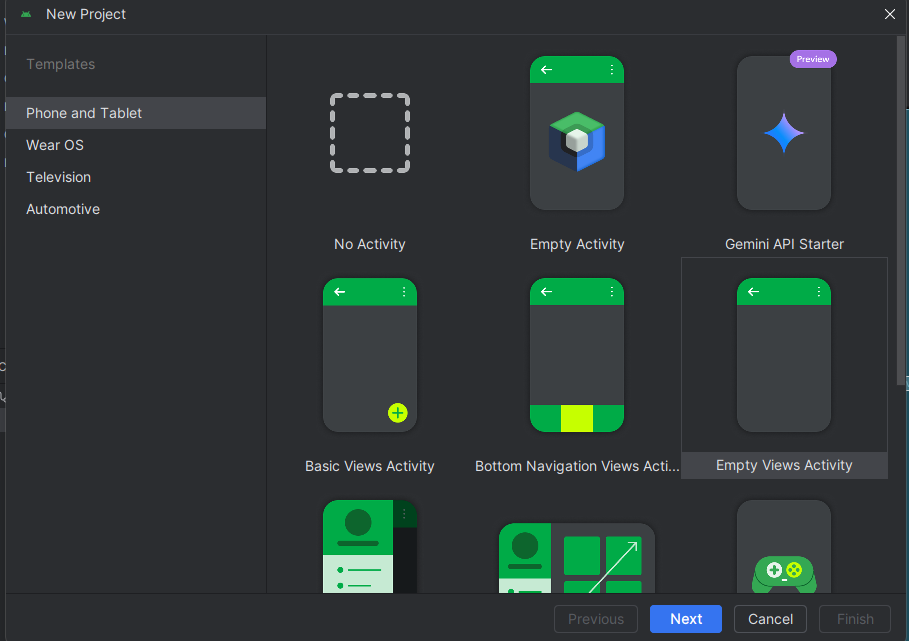 New Project
Templates
Phone and Tablet
Wear OS
Television
Automotive
Preview
No Activity
Empty Activity
Gemini API Starter
Basic Views Activity
Bottom Navigation Views Acti...
Empty Views Activity
Previous
Next
Cancel
Finish